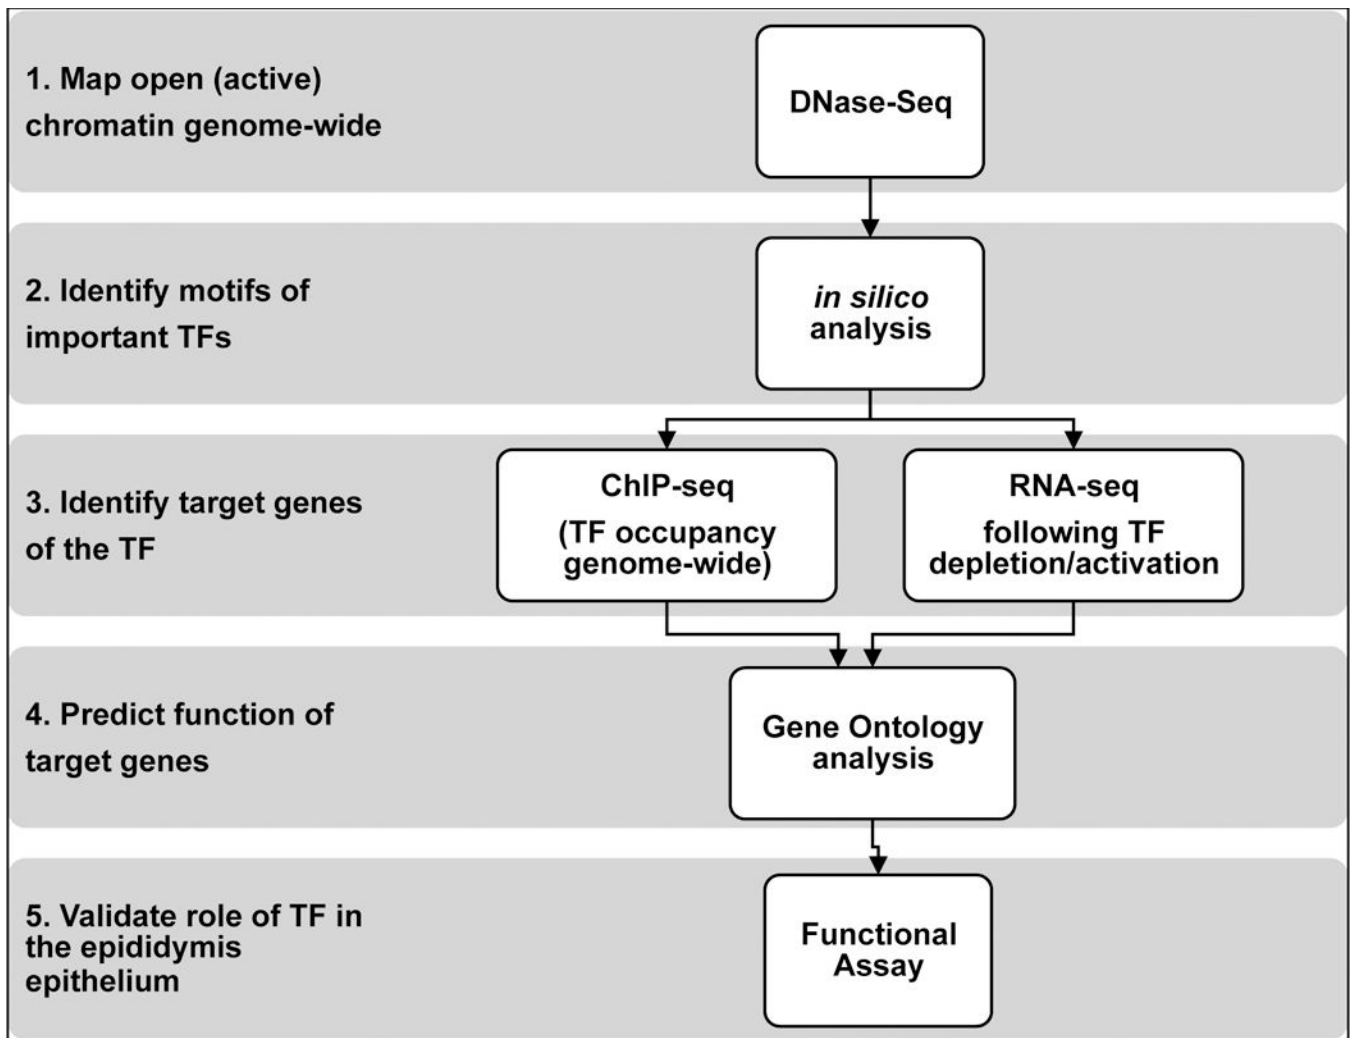 1. Map open (active)
chromatin genome-wide
DNase-Seq
2. Identify motifs of
important TFs
in silico
analysis
3. Identify target genes
of the TF
ChIP-seq
(TF occupancy
genome-wide)
RNA-seq
following TF
depletion/activation
4. Predict function of
target genes
Gene Ontology
analysis
5. Validate role of TF in
the epididymis
epithelium
Functional
Assay